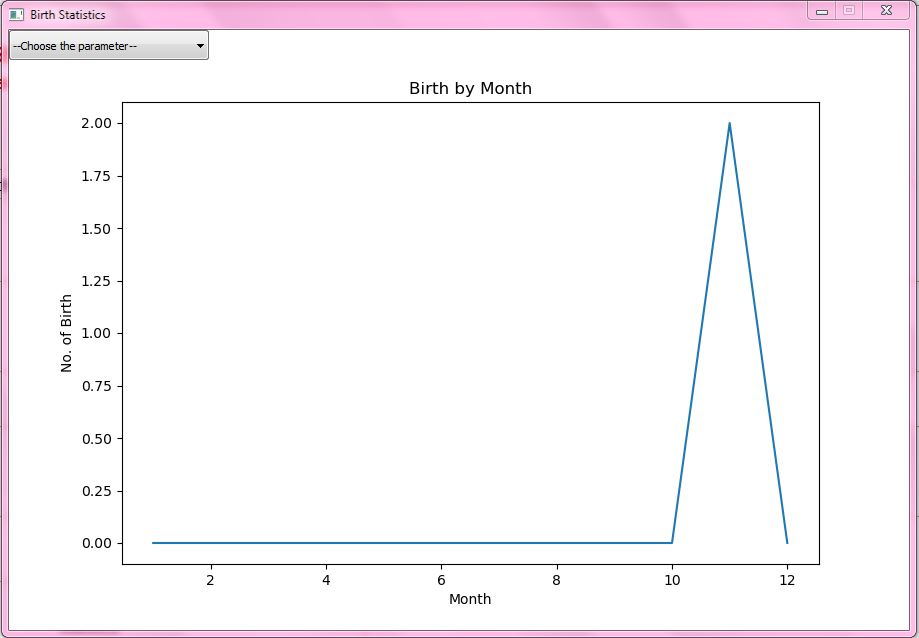 Birth Statistics
--Choose the parameter--
Birth by Month
2.00
1.75
1.50
1.25
1.00
0.75
0.50
0.25
0.00
No. of Birth
2 4 6 8 10 12
Month